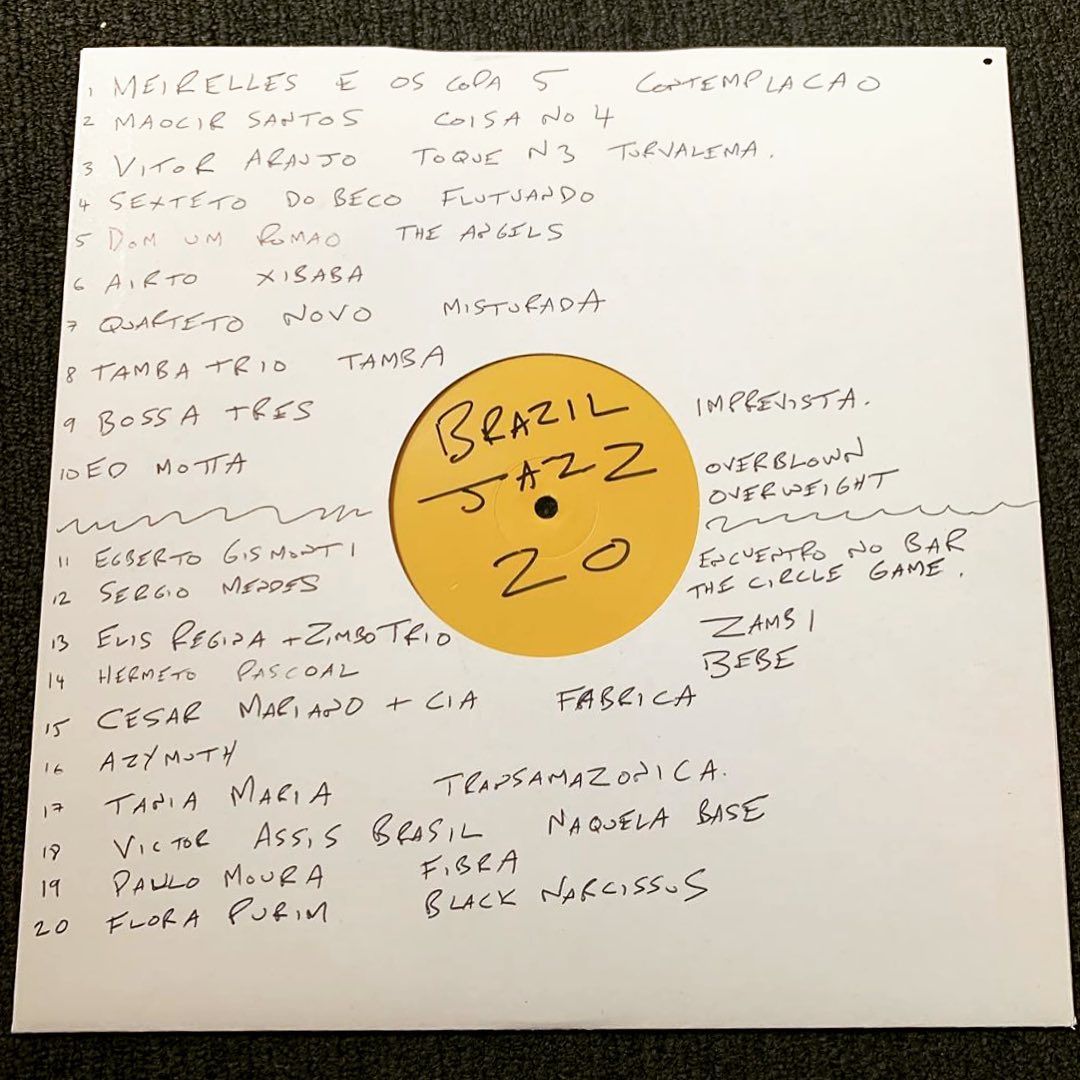 1 MEIRELLES E OS COPA 5 CONTEMPLACAO
2 MAOCIR SANTOS COISA NO 4
3 VITOR ARAUJO TOQUE N3 TURVALEMA.
4 SEXTETO DO BECO FLUTUANDO
5 DOM UM ROMAO THE ANGELS
6 AIRTO XIBABA
7 QUARTETO NOVO MISTURADA
8 TAMBA TRIO TAMBA
9 BOSSA TRES IMPREVISTA.
10 ED MOTTA OVERBLOWN
OVERWEIGHT
BRAZIL
JAZZ
20
11 EGBERTO GISMONTI ENCUENTRO NO BAR
12 SERGIO MENDES THE CIRCLE GAME.
13 ELIS REGINA + ZIMBO TRIO ZAMBI
14 HERMETO PASCOAL BEBE
15 CESAR MARIANO + CIA FABRICA
16 AZYMUTH
17 TANIA MARIA TRANSAMAZONICA.
18 VICTOR ASSIS BRASIL NAQUELA BASE
19 PAULO MOURA FIBRA
20 FLORA PURIM BLACK NARCISSUS